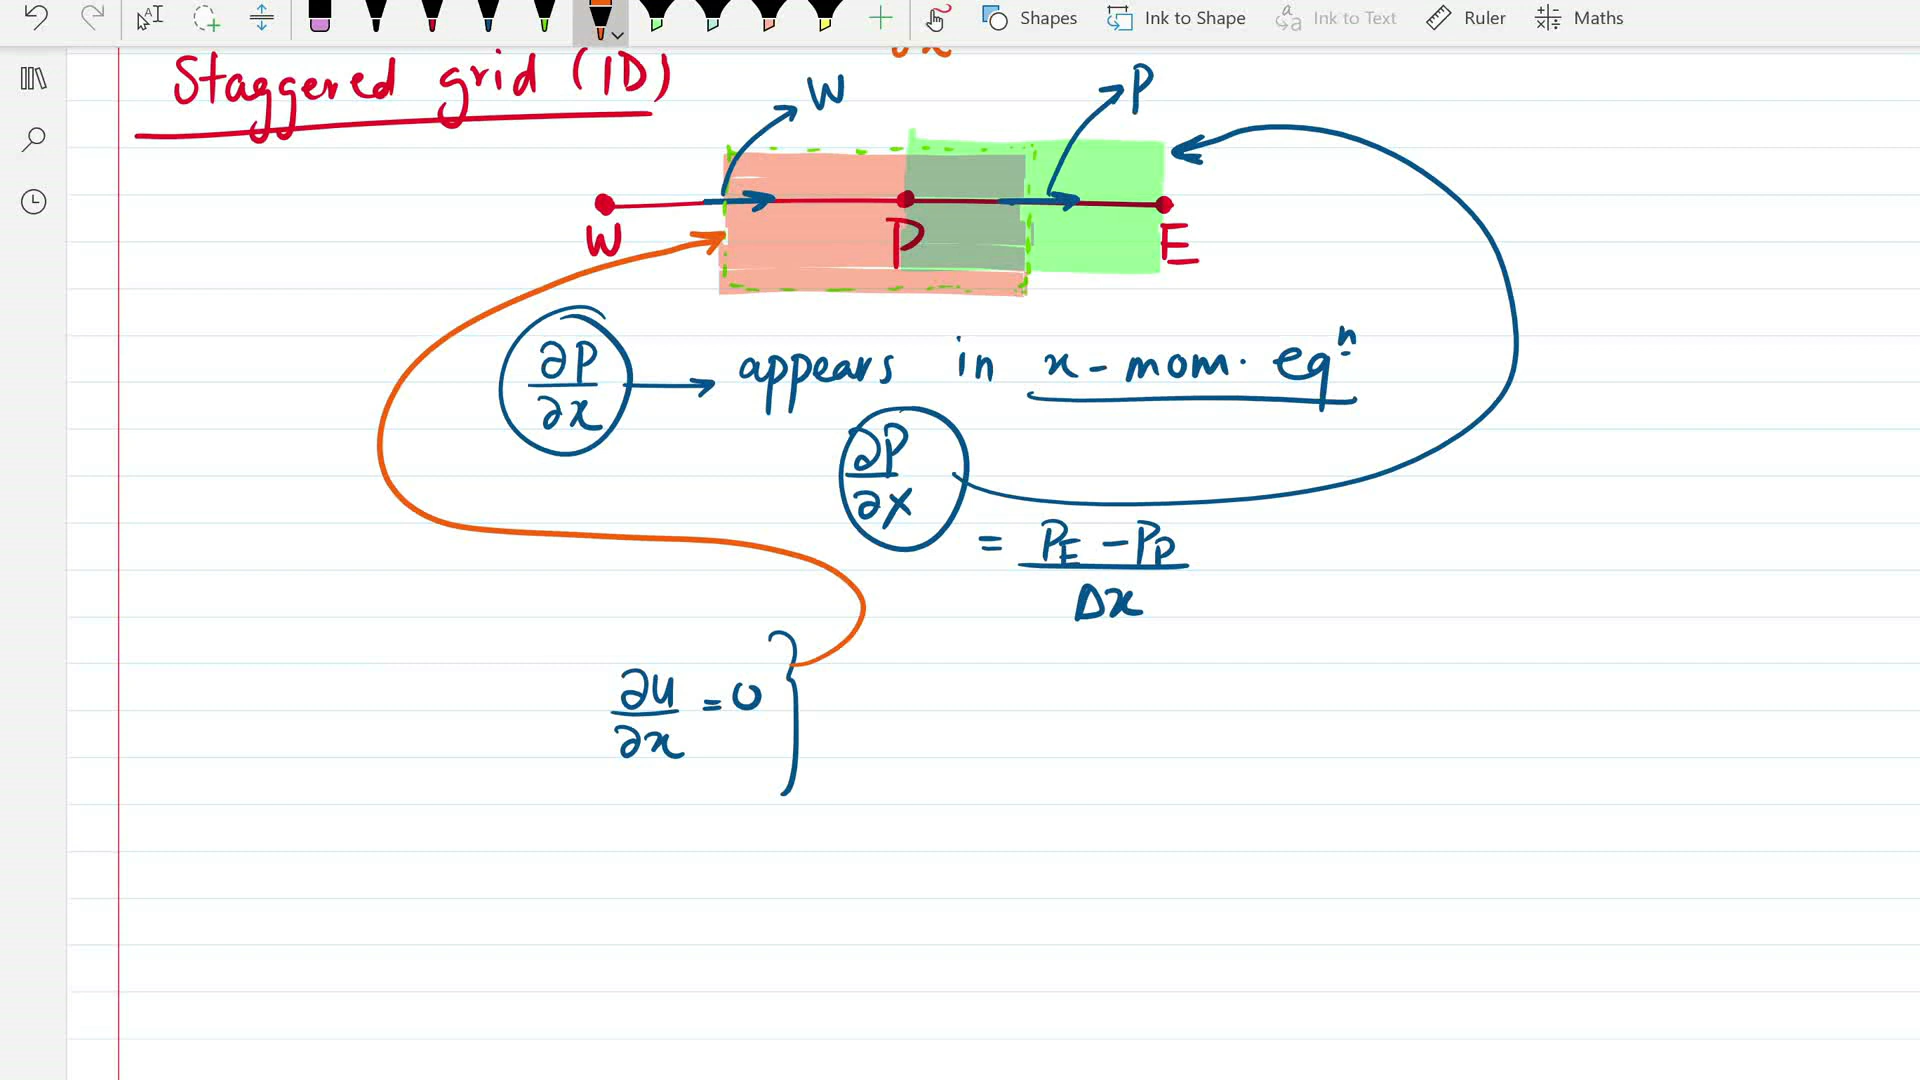 Shapes Ink to Shape Ink to Text Ruler Maths
Staggered grid (1D)
W P
W P E
∂P/∂x → appears in x-mom. eqⁿ.
∂P/∂x = (P_E - P_P)/Δx
∂u/∂x = 0 }